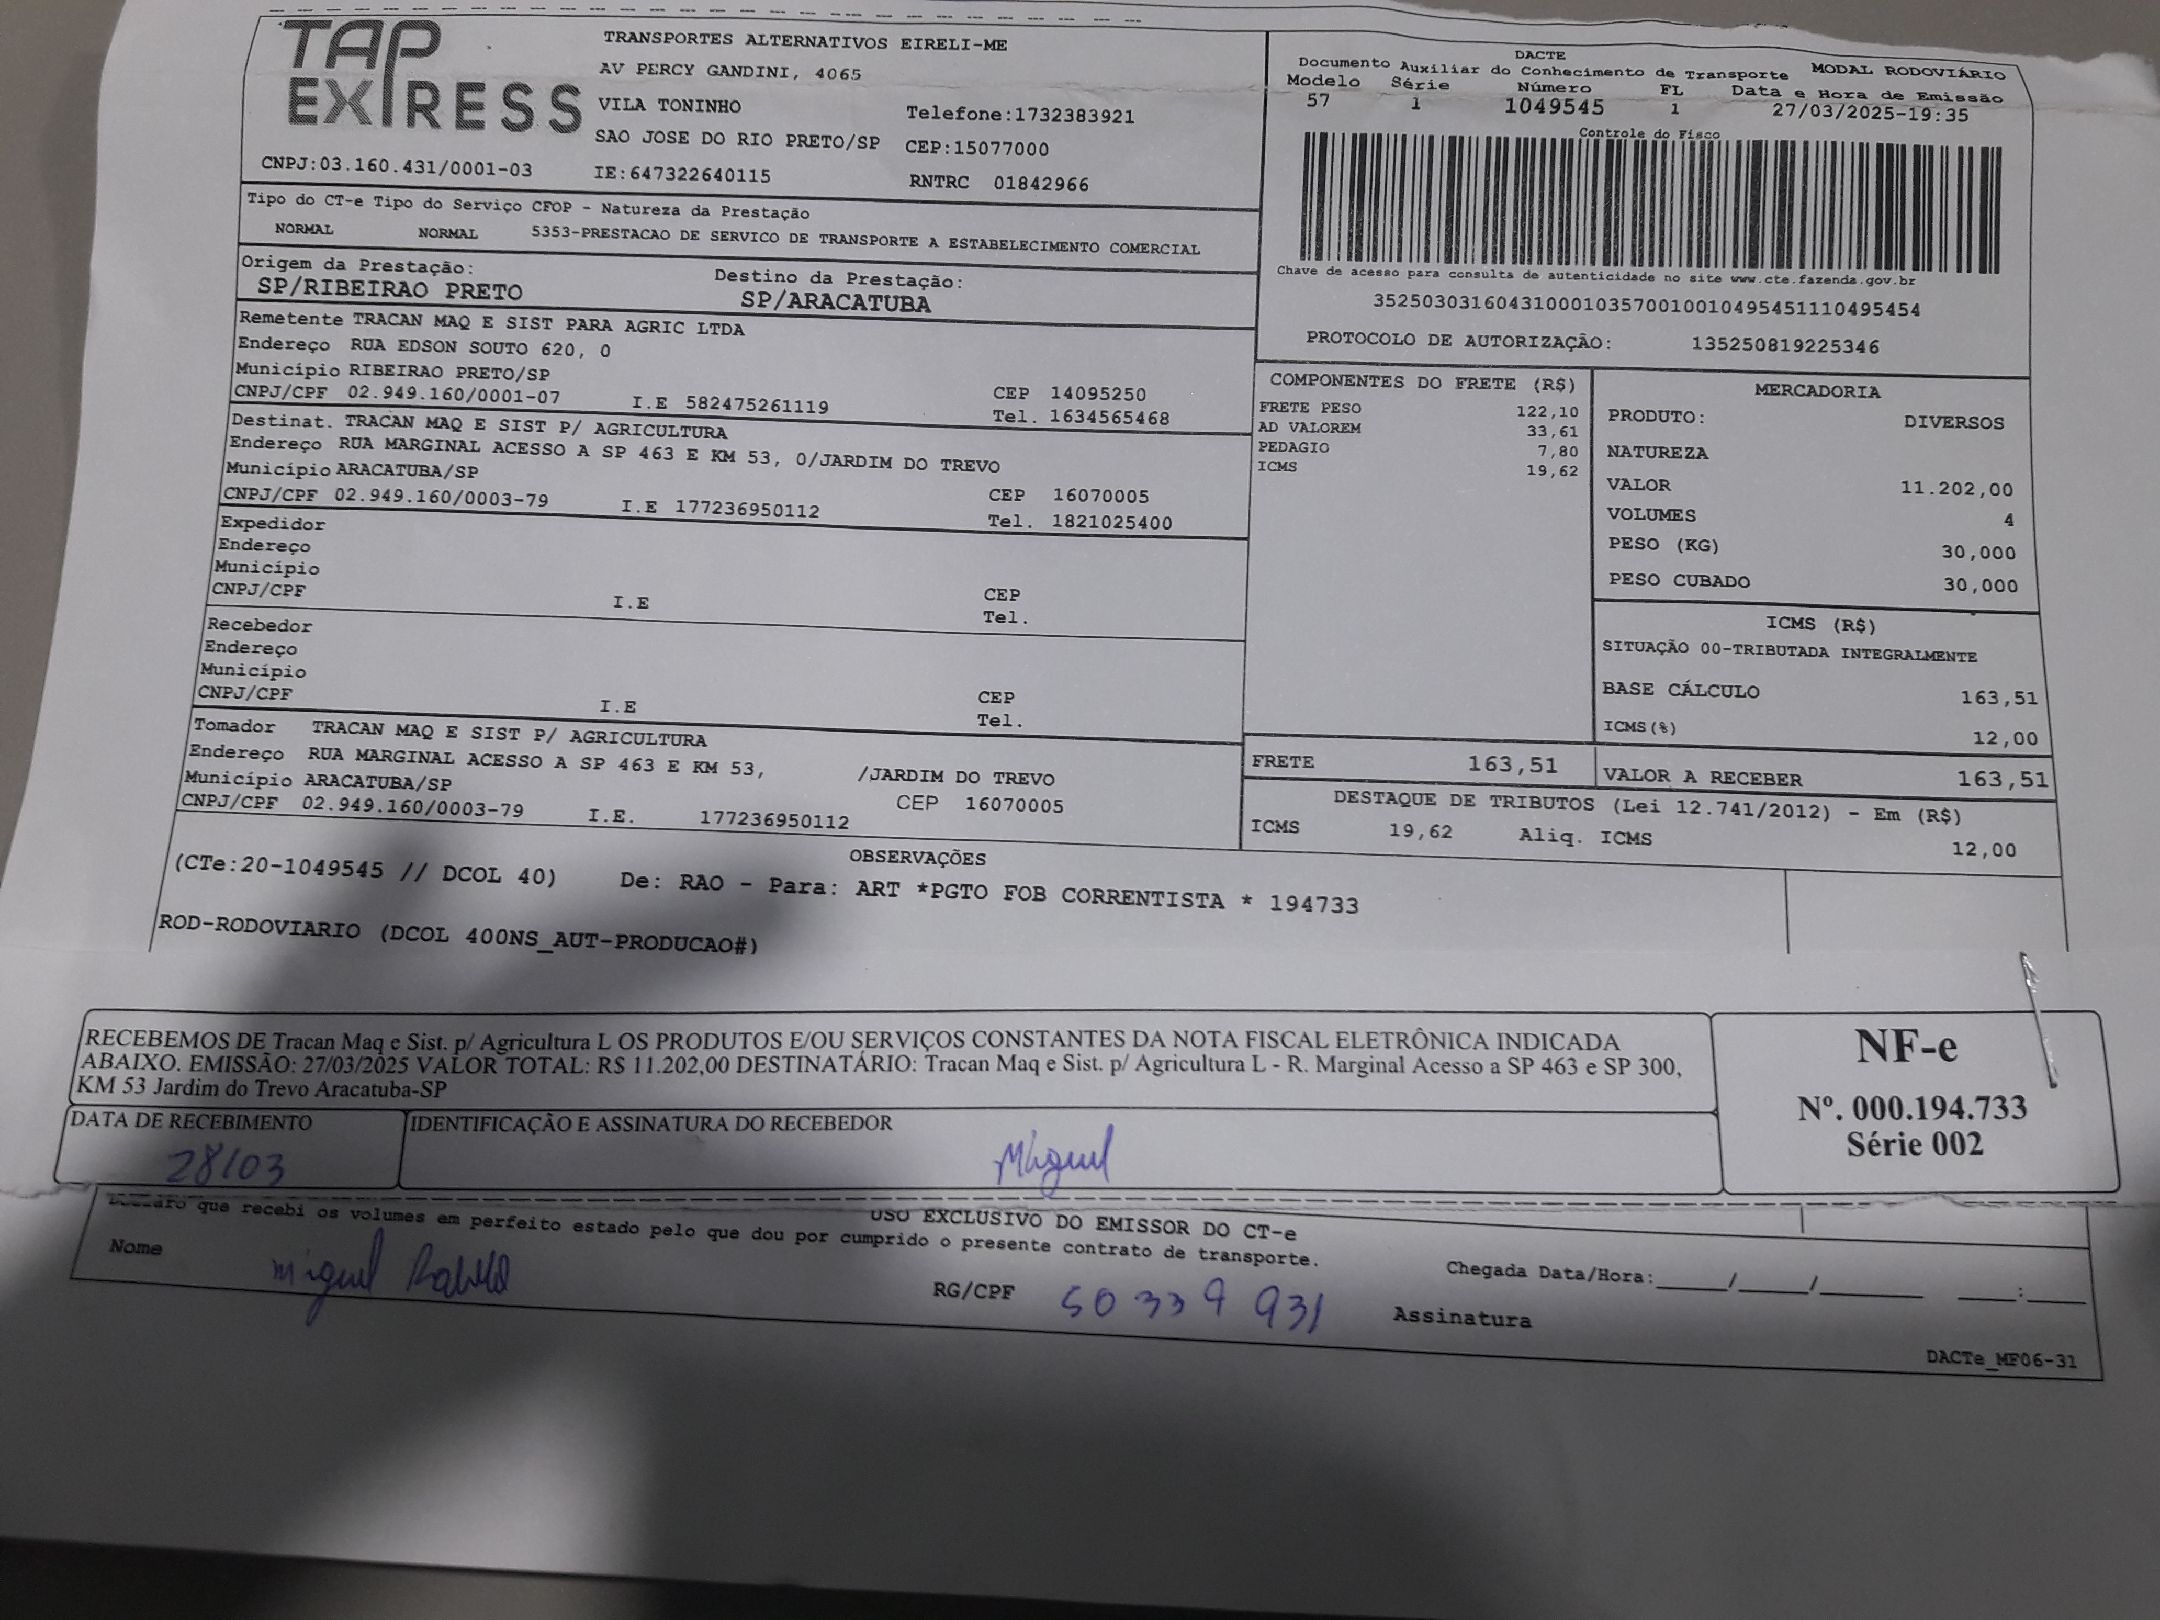 TAP EXPRESS
TRANSPORTES ALTERNATIVOS EIRELI-ME
AV PERCY GANDINI, 4065
VILA TONINHO Telefone:1732383921
SAO JOSE DO RIO PRETO/SP CEP:15077000
CNPJ:03.160.431/0001-03 IE:647322640115 RNTRC 01842966
DACTE
Documento Auxiliar do Conhecimento de Transporte MODAL RODOVIÁRIO
Modelo Série Número FL Data e Hora de Emissão
57 1 1049545 1 27/03/2025-19:35
Controle do Fisco
Chave de acesso para consulta de autenticidade no site www.cte.fazenda.gov.br
35250303160431000103570010010495451110495454
PROTOCOLO DE AUTORIZAÇÃO: 135250819225346
Tipo do CT-e Tipo do Serviço CFOP - Natureza da Prestação
NORMAL NORMAL 5353-PRESTACAO DE SERVICO DE TRANSPORTE A ESTABELECIMENTO COMERCIAL
Origem da Prestação: Destino da Prestação:
SP/RIBEIRAO PRETO SP/ARACATUBA
Remetente TRACAN MAQ E SIST PARA AGRIC LTDA
Endereço RUA EDSON SOUTO 620, 0
Município RIBEIRAO PRETO/SP CEP 14095250
CNPJ/CPF 02.949.160/0001-07 I.E 582475261119 Tel. 1634565468
Destinat. TRACAN MAQ E SIST P/ AGRICULTURA
Endereço RUA MARGINAL ACESSO A SP 463 E KM 53, 0/JARDIM DO TREVO
Município ARACATUBA/SP CEP 16070005
CNPJ/CPF 02.949.160/0003-79 I.E 177236950112 Tel. 1821025400
Expedidor
Endereço
Município CEP
CNPJ/CPF I.E Tel.
Recebedor
Endereço
Município CEP
CNPJ/CPF I.E Tel.
Tomador TRACAN MAQ E SIST P/ AGRICULTURA
Endereço RUA MARGINAL ACESSO A SP 463 E KM 53, /JARDIM DO TREVO
Município ARACATUBA/SP CEP 16070005
CNPJ/CPF 02.949.160/0003-79 I.E. 177236950112
COMPONENTES DO FRETE (R$)
FRETE PESO 122,10
AD VALOREM 33,61
PEDAGIO 7,80
ICMS 19,62
MERCADORIA
PRODUTO: DIVERSOS
NATUREZA
VALOR 11.202,00
VOLUMES 4
PESO (KG) 30,000
PESO CUBADO 30,000
ICMS (R$)
SITUAÇÃO 00-TRIBUTADA INTEGRALMENTE
BASE CÁLCULO 163,51
ICMS(%) 12,00
FRETE 163,51 VALOR A RECEBER 163,51
DESTAQUE DE TRIBUTOS (Lei 12.741/2012) - Em (R$)
ICMS 19,62 Aliq. ICMS 12,00
OBSERVAÇÕES
(CTe:20-1049545 // DCOL 40) De: RAO - Para: ART *PGTO FOB CORRENTISTA * 194733
ROD-RODOVIARIO (DCOL 400NS_AUT-PRODUCAO#)
RECEBEMOS DE Tracan Maq e Sist. p/ Agricultura L OS PRODUTOS E/OU SERVIÇOS CONSTANTES DA NOTA FISCAL ELETRÔNICA INDICADA
ABAIXO. EMISSÃO: 27/03/2025 VALOR TOTAL: R$ 11.202,00 DESTINATÁRIO: Tracan Maq e Sist. p/ Agricultura L - R. Marginal Acesso a SP 463 e SP 300,
KM 53 Jardim do Trevo Aracatuba-SP
DATA DE RECEBIMENTO IDENTIFICAÇÃO E ASSINATURA DO RECEBEDOR
28/03 Miguel
NF-e
Nº. 000.194.733
Série 002
USO EXCLUSIVO DO EMISSOR DO CT-e
que recebi os volumes em perfeito estado pelo que dou por cumprido o presente contrato de transporte.
Nome Miguel RG/CPF 50 339 931 Chegada Data/Hora:____/____/______ ___:___
Assinatura
DACTe_MF06-31